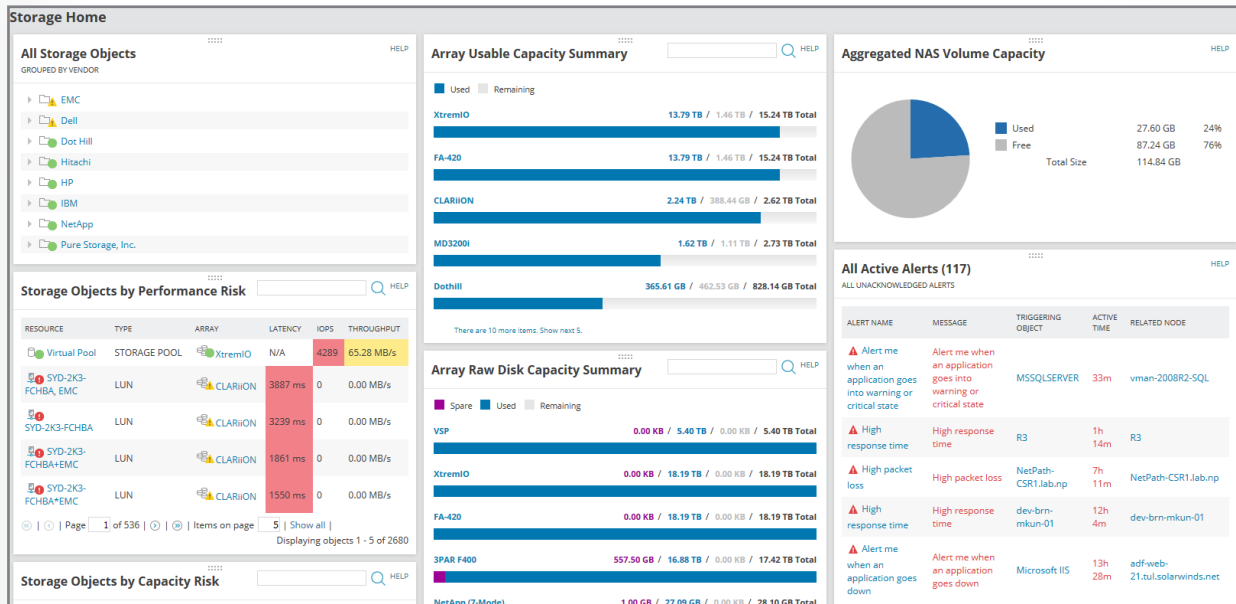 Storage Home
All Storage Objects
HELP
GROUPED BY VENDOR
EMC
Dell
Dot Hill
Hitachi
HP
IBM
NetApp
Pure Storage, Inc.
Storage Objects by Performance Risk
HELP
RESOURCE TYPE ARRAY LATENCY IOPS THROUGHPUT
Virtual Pool STORAGE POOL XtremIO N/A 4289 65.28 MB/s
SYD-2K3-
FCHBA, EMC LUN CLARiiON 3887 ms 0 0.00 MB/s
SYD-2K3-FCHBA LUN CLARiiON 3239 ms 0 0.00 MB/s
SYD-2K3-
FCHBA+EMC LUN CLARiiON 1861 ms 0 0.00 MB/s
SYD-2K3-
FCHBA*EMC LUN CLARiiON 1550 ms 0 0.00 MB/s
| Page 1 of 536 | | | Items on page 5 | Show all |
Displaying objects 1 - 5 of 2680
Storage Objects by Capacity Risk
HELP
Array Usable Capacity Summary
HELP
Used Remaining
XtremIO 13.79 TB / 1.46 TB / 15.24 TB Total
FA-420 13.79 TB / 1.46 TB / 15.24 TB Total
CLARiiON 2.24 TB / 388.44 GB / 2.62 TB Total
MD3200i 1.62 TB / 1.11 TB / 2.73 TB Total
Dothill 365.61 GB / 462.53 GB / 828.14 GB Total
There are 10 more items. Show next 5.
Array Raw Disk Capacity Summary
HELP
Spare Used Remaining
VSP 0.00 KB / 5.40 TB / 0.00 KB / 5.40 TB Total
XtremIO 0.00 KB / 18.19 TB / 0.00 KB / 18.19 TB Total
FA-420 0.00 KB / 18.19 TB / 0.00 KB / 18.19 TB Total
3PAR F400 557.50 GB / 16.88 TB / 0.00 KB / 17.42 TB Total
NetApp (7-Mode) 1.00 GB / 27.09 GB / 0.00 KB / 28.10 GB Total
Aggregated NAS Volume Capacity
HELP
Used 27.60 GB 24%
Free 87.24 GB 76%
Total Size 114.84 GB
All Active Alerts (117)
HELP
ALL UNACKNOWLEDGED ALERTS
ALERT NAME MESSAGE TRIGGERING OBJECT ACTIVE TIME RELATED NODE
Alert me when an application goes into warning or critical state
Alert me when an application goes into warning or critical state
MSSQLSERVER 33m vman-2008R2-SQL
High response time High response time R3 1h 14m R3
High packet loss High packet loss NetPath-CSR1.lab.np 7h 11m NetPath-CSR1.lab.np
High response time High response time dev-brn-mkun-01 12h 4m dev-brn-mkun-01
Alert me when an application goes down
Alert me when an application goes down
Microsoft IIS 13h 28m adf-web-21.tul.solarwinds.net